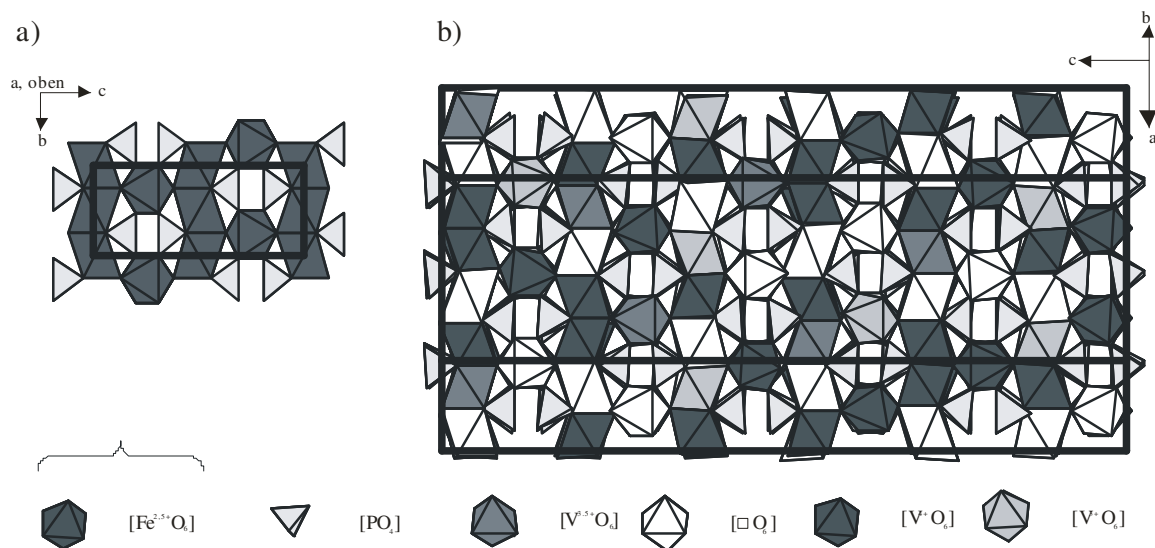 a)
b)
b
c
a
a, oben
c
b
[Fe2,5+O6]
[PO4]
[V3.5+O6]
[□O6]
[V+O6]
[V+O6]